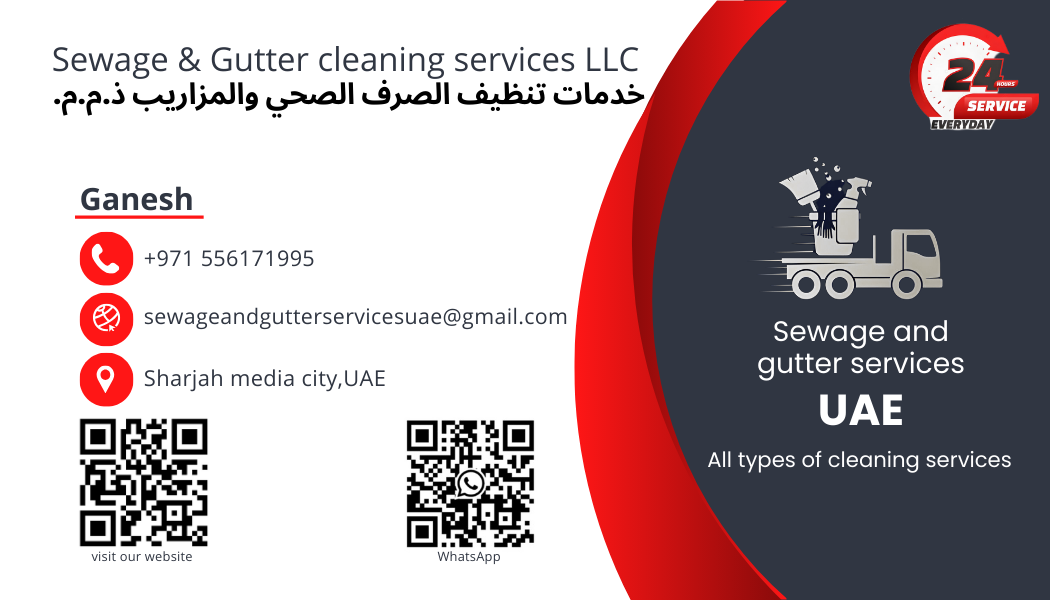 Sewage & Gutter cleaning services LLC
خدمات تنظيف الصرف الصحي والمزاريب ذ.م.م.
Ganesh
+971 556171995
sewageandgutterservicesuae@gmail.com
Sharjah media city,UAE
visit our website
WhatsApp
24
HOURS
SERVICE
EVERYDAY
Sewage and
gutter services
UAE
All types of cleaning services